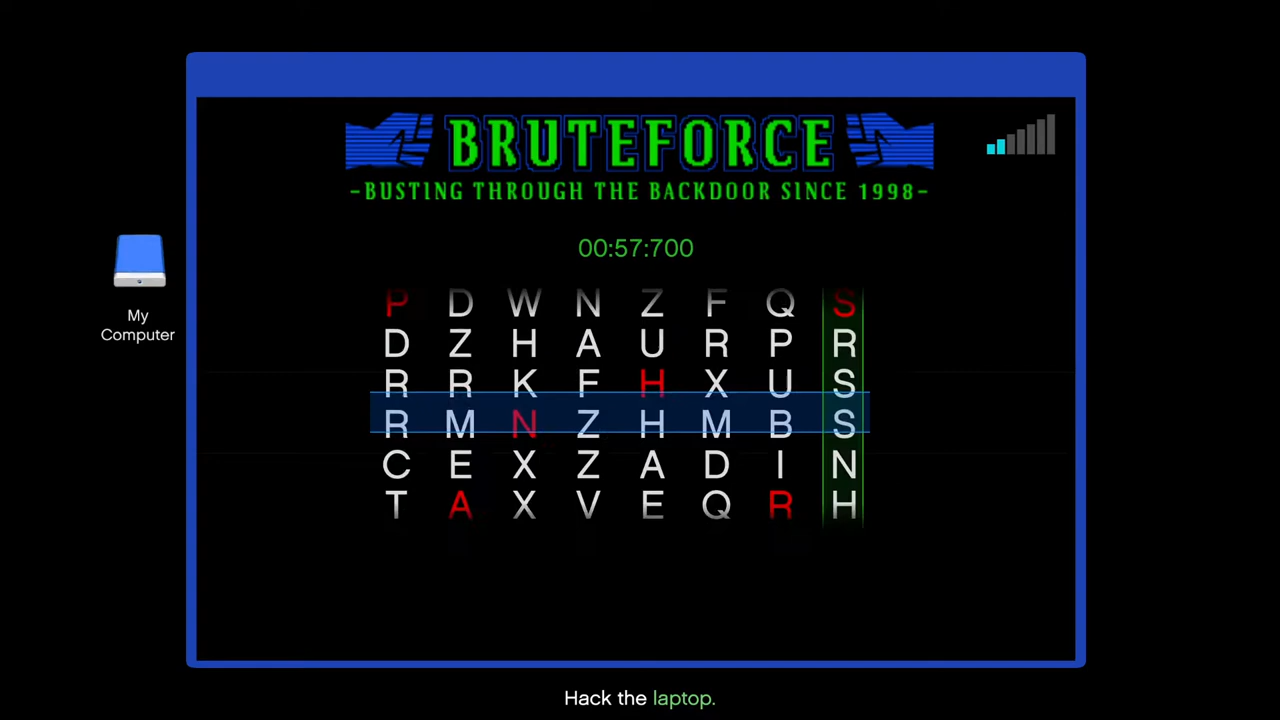 BRUTEFORCE
-BUSTING THROUGH THE BACKDOOR SINCE 1998-
00:57:700
My
Computer
P D W N Z F Q S
D Z H A U R P R
R R K F H X U S
R M N Z H M B S
C E X Z A D I N
T A X V E Q R H
Hack the laptop.